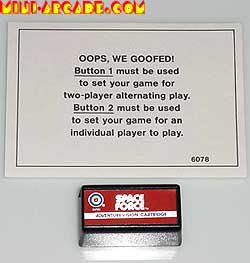 MINI-ARCADE.COM
OOPS, WE GOOFED!
Button 1 must be used
to set your game for
two-player alternating play.
Button 2 must be used
to set your game for an
individual player to play.
6078
SPACE
FORCE
ADVENTUREVISION CARTRIDGE